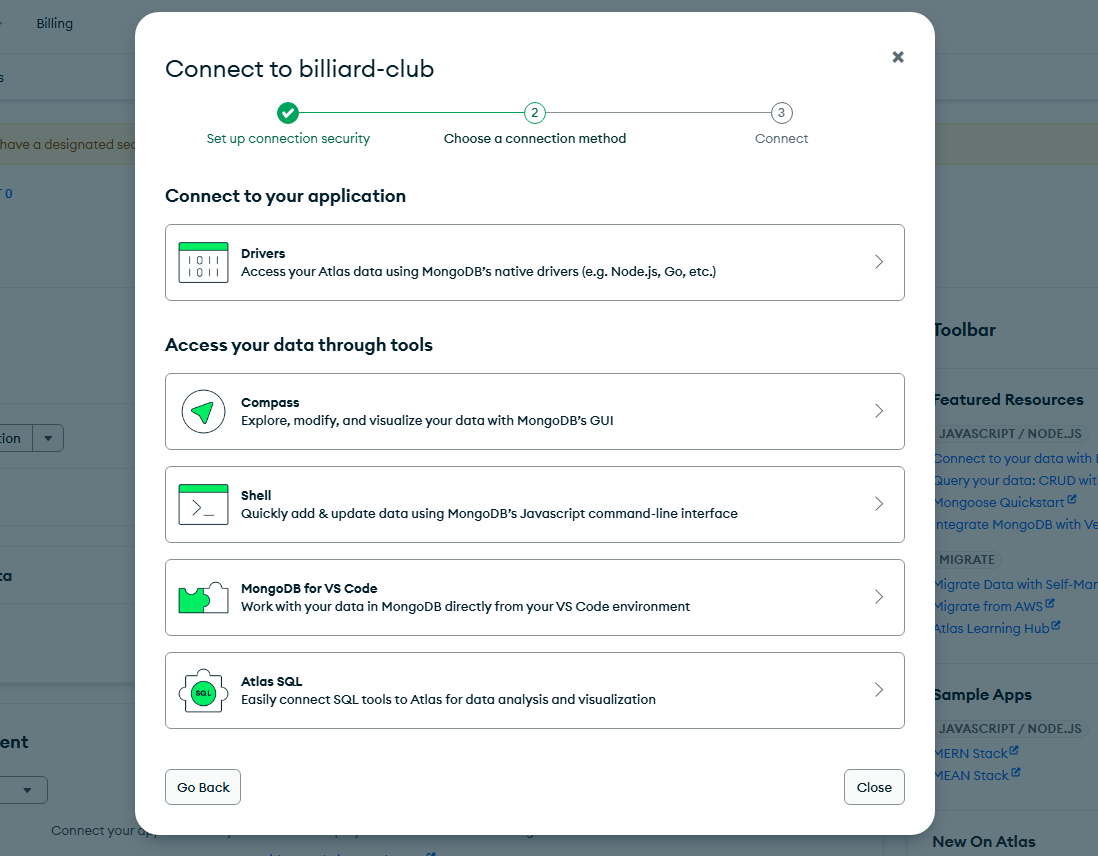 Billing
s
have a designated sec
0
Connect to billiard-club
2
3
Set up connection security
Choose a connection method
Connect
Connect to your application
1011
1011
Drivers
Access your Atlas data using MongoDB's native drivers (e.g. Node.js, Go, etc.)
Access your data through tools
Compass
Explore, modify, and visualize your data with MongoDB's GUI
>_
Shell
Quickly add & update data using MongoDB's Javascript command-line interface
MongoDB for VS Code
Work with your data in MongoDB directly from your VS Code environment
SQL
Atlas SQL
Easily connect SQL tools to Atlas for data analysis and visualization
Go Back
Close
tion
ta
ent
Connect your ap
Toolbar
Featured Resources
JAVASCRIPT / NODE.JS
Connect to your data with
Query your data: CRUD wit
Mongoose Quickstart
Integrate MongoDB with Ve
MIGRATE
Migrate Data with Self-Mar
Migrate from AWS
Atlas Learning Hub
Sample Apps
JAVASCRIPT / NODE.JS
MERN Stack
MEAN Stack
New On Atlas